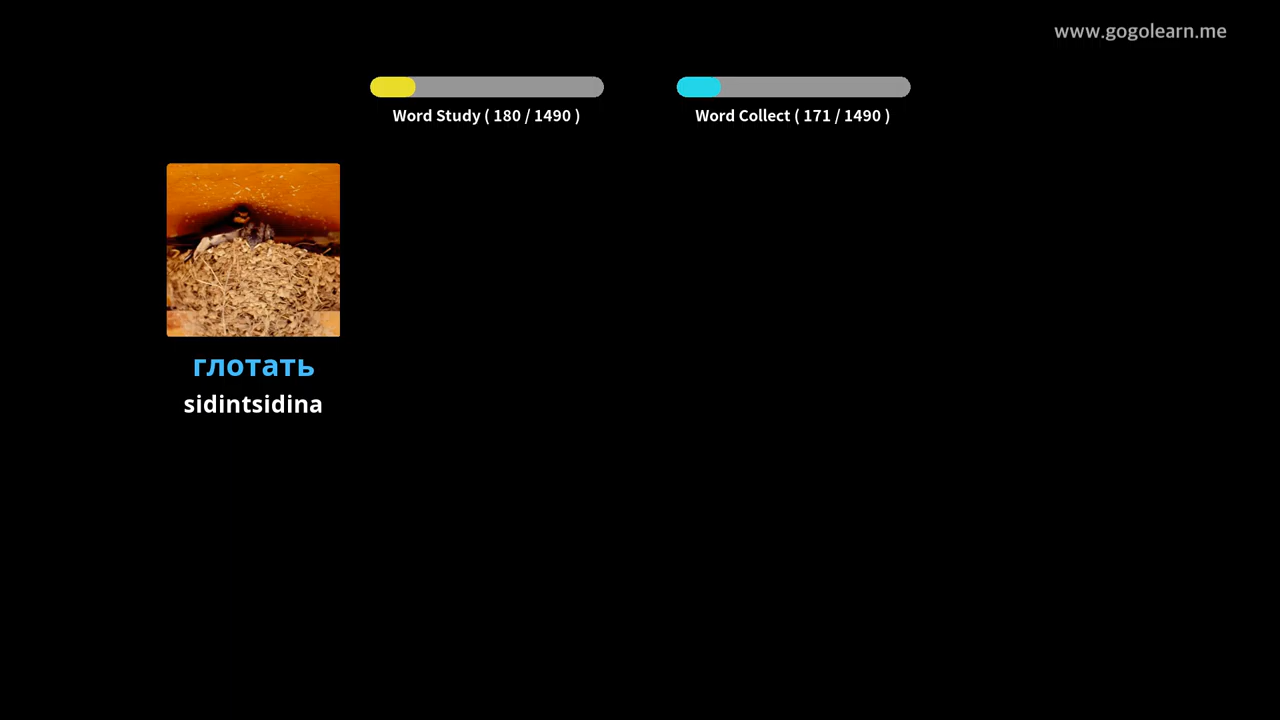 www.gogolearn.me
Word Study ( 180 / 1490 )
Word Collect ( 171 / 1490 )
глотать
sidintsidina